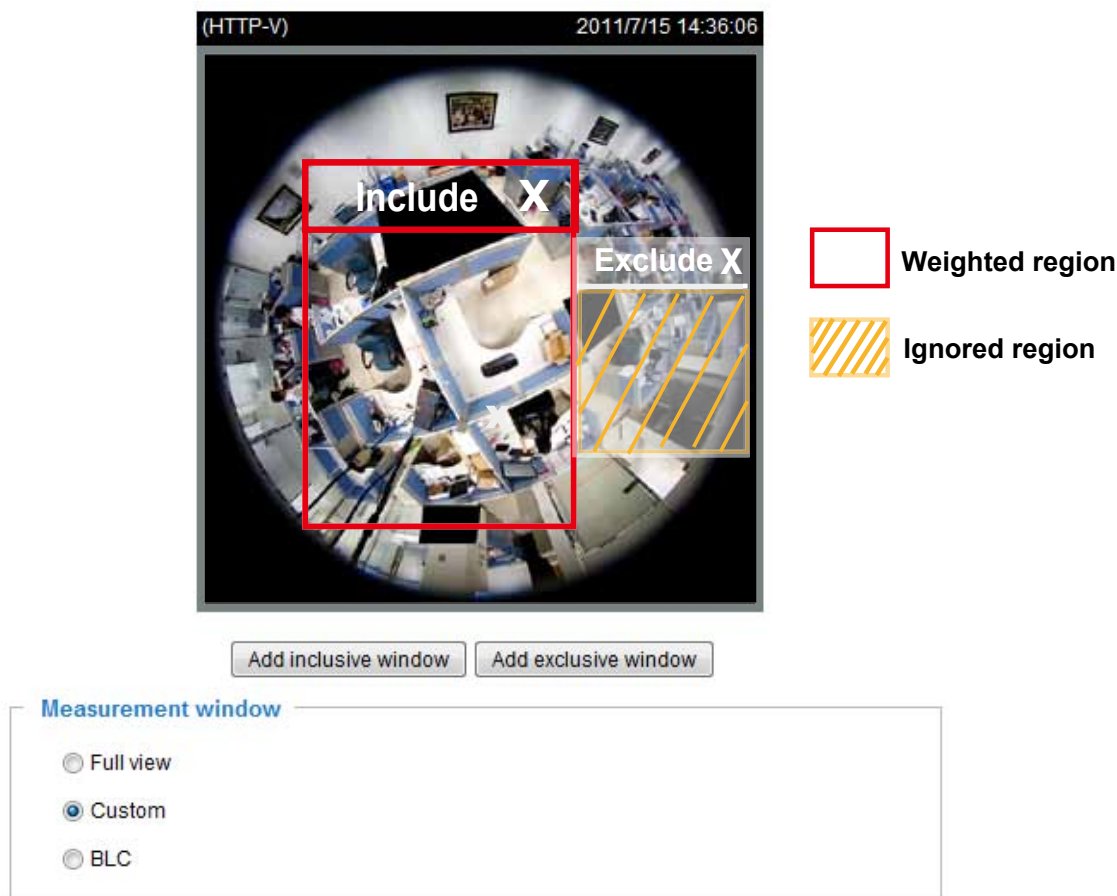 (HTTP-V) 2011/7/15 14:36:06
Include X
Exclude X
Weighted region
Ignored region
Add inclusive window Add exclusive window
Measurement window
Full view
Custom
BLC